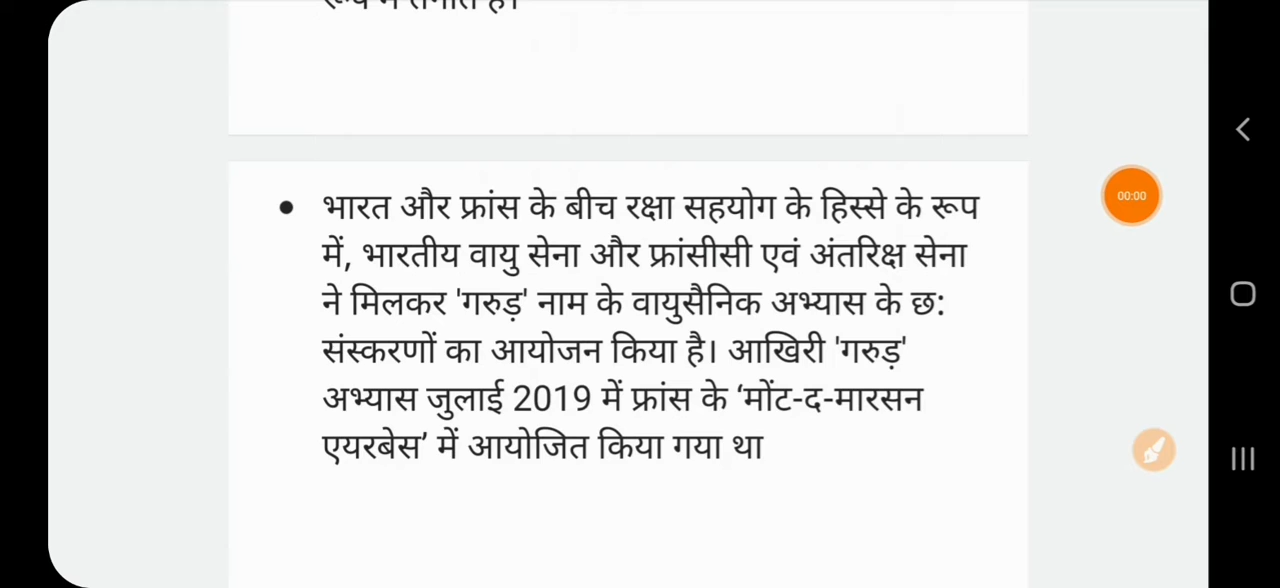 रूप में तैनात है।
भारत और फ्रांस के बीच रक्षा सहयोग के हिस्से के रूप
में, भारतीय वायु सेना और फ्रांसीसी एवं अंतरिक्ष सेना
ने मिलकर 'गरुड़' नाम के वायुसैनिक अभ्यास के छ:
संस्करणों का आयोजन किया है। आखिरी 'गरुड़'
अभ्यास जुलाई 2019 में फ्रांस के ‘मोंट-द-मारसन
एयरबेस’ में आयोजित किया गया था
00:00